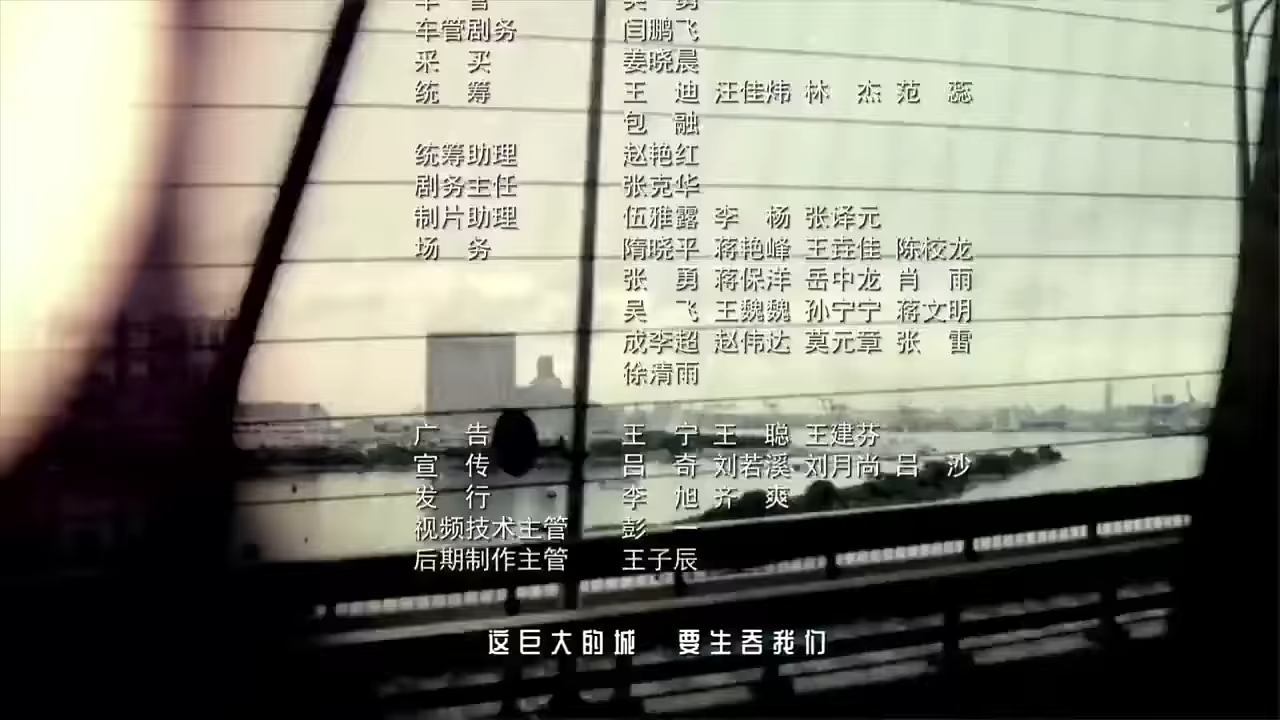 车管剧务 闫鹏飞
采 买 姜晓晨
统 筹 王 迪 汪佳炜 林 杰 范 蕊
包 融
统筹助理 赵艳红
剧务主任 张克华
制片助理 伍雅露 李 杨 张译元
场 务 隋晓平 蒋艳峰 王垚佳 陈校龙
张 勇 蒋保洋 岳中龙 肖 雨
吴 飞 王魏魏 孙宁宁 蒋文明
成李超 赵伟达 莫元章 张 雷
徐清雨
广 告 王 宁 王 聪 王建芬
宣 传 吕 奇 刘若溪 刘月尚 吕 沙
发 行 李 旭 齐 爽
视频技术主管 彭 一
后期制作主管 王子辰
这巨大的城 要生吞我们